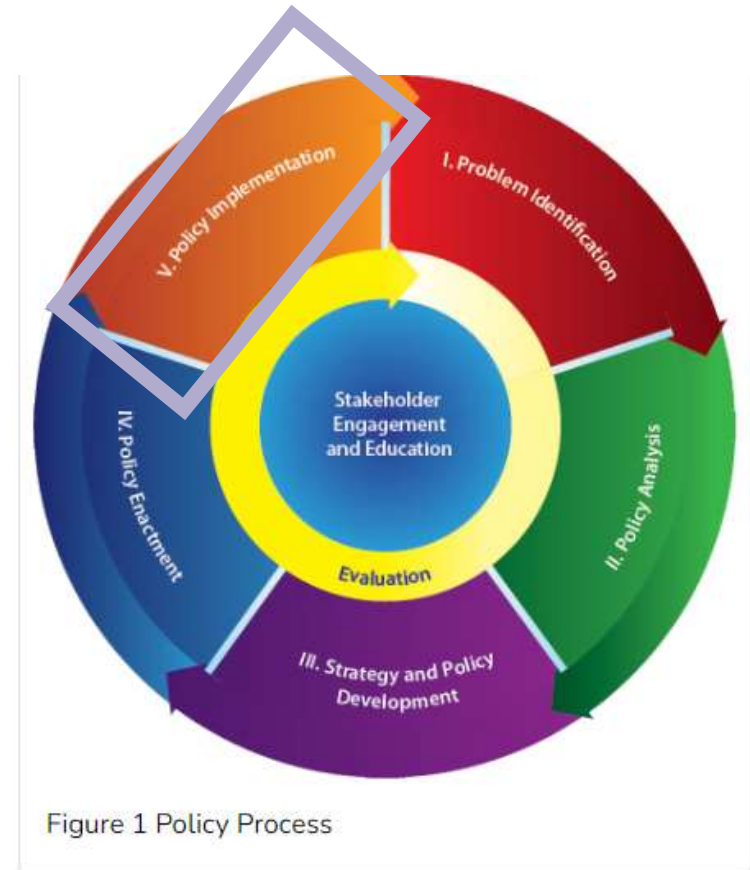 V. Policy Implementation
I. Problem Identification
Stakeholder
Engagement
and Education
IV. Policy Enactment
II. Policy Analysis
Evaluation
III. Strategy and Policy
Development
Figure 1 Policy Process